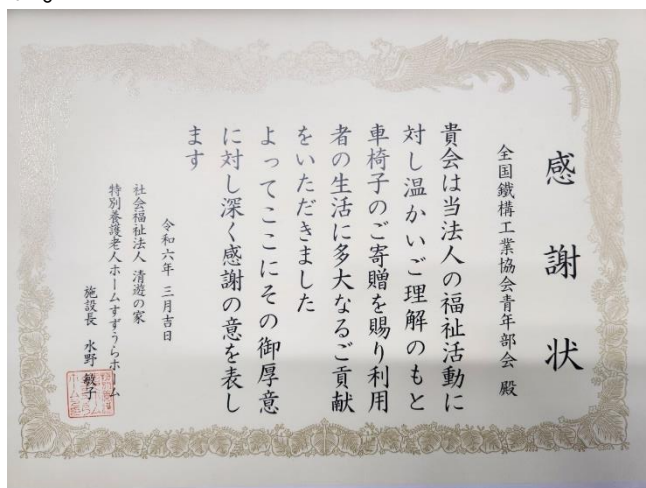 感謝状
全国鐵構工業協会青年部会 殿
貴会は当法人の福祉活動に
対し温かいご理解のもと
車椅子のご寄贈を賜り利用
者の生活に多大なるご貢献
をいただきました
よってここにその御厚意
に対し深く感謝の意を表し
ます
令和六年 三月吉日
社会福祉法人 清遊の家
特別養護老人ホームすずうらホーム
施設長 水野 敏子